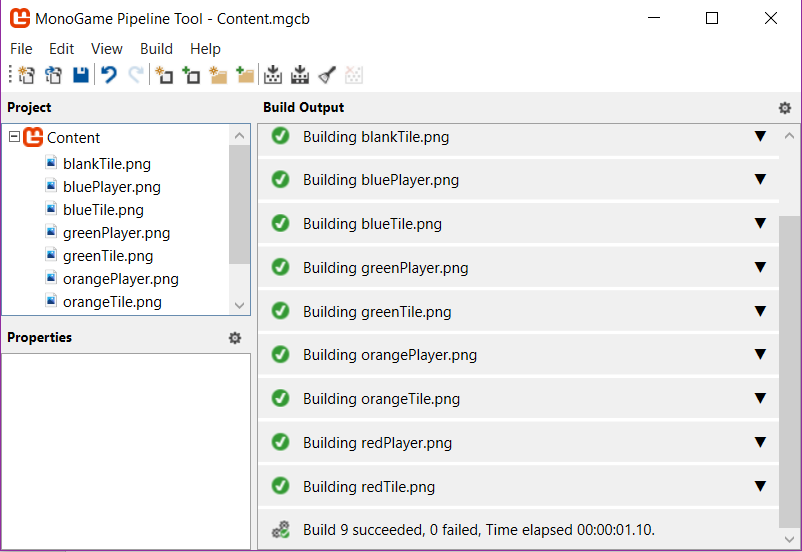 MonoGame Pipeline Tool - Content.mgcb
File Edit View Build Help
Project
Content
blankTile.png
bluePlayer.png
blueTile.png
greenPlayer.png
greenTile.png
orangePlayer.png
orangeTile.png
Properties
Build Output
Building blankTile.png
Building bluePlayer.png
Building blueTile.png
Building greenPlayer.png
Building greenTile.png
Building orangePlayer.png
Building orangeTile.png
Building redPlayer.png
Building redTile.png
Build 9 succeeded, 0 failed, Time elapsed 00:00:01.10.